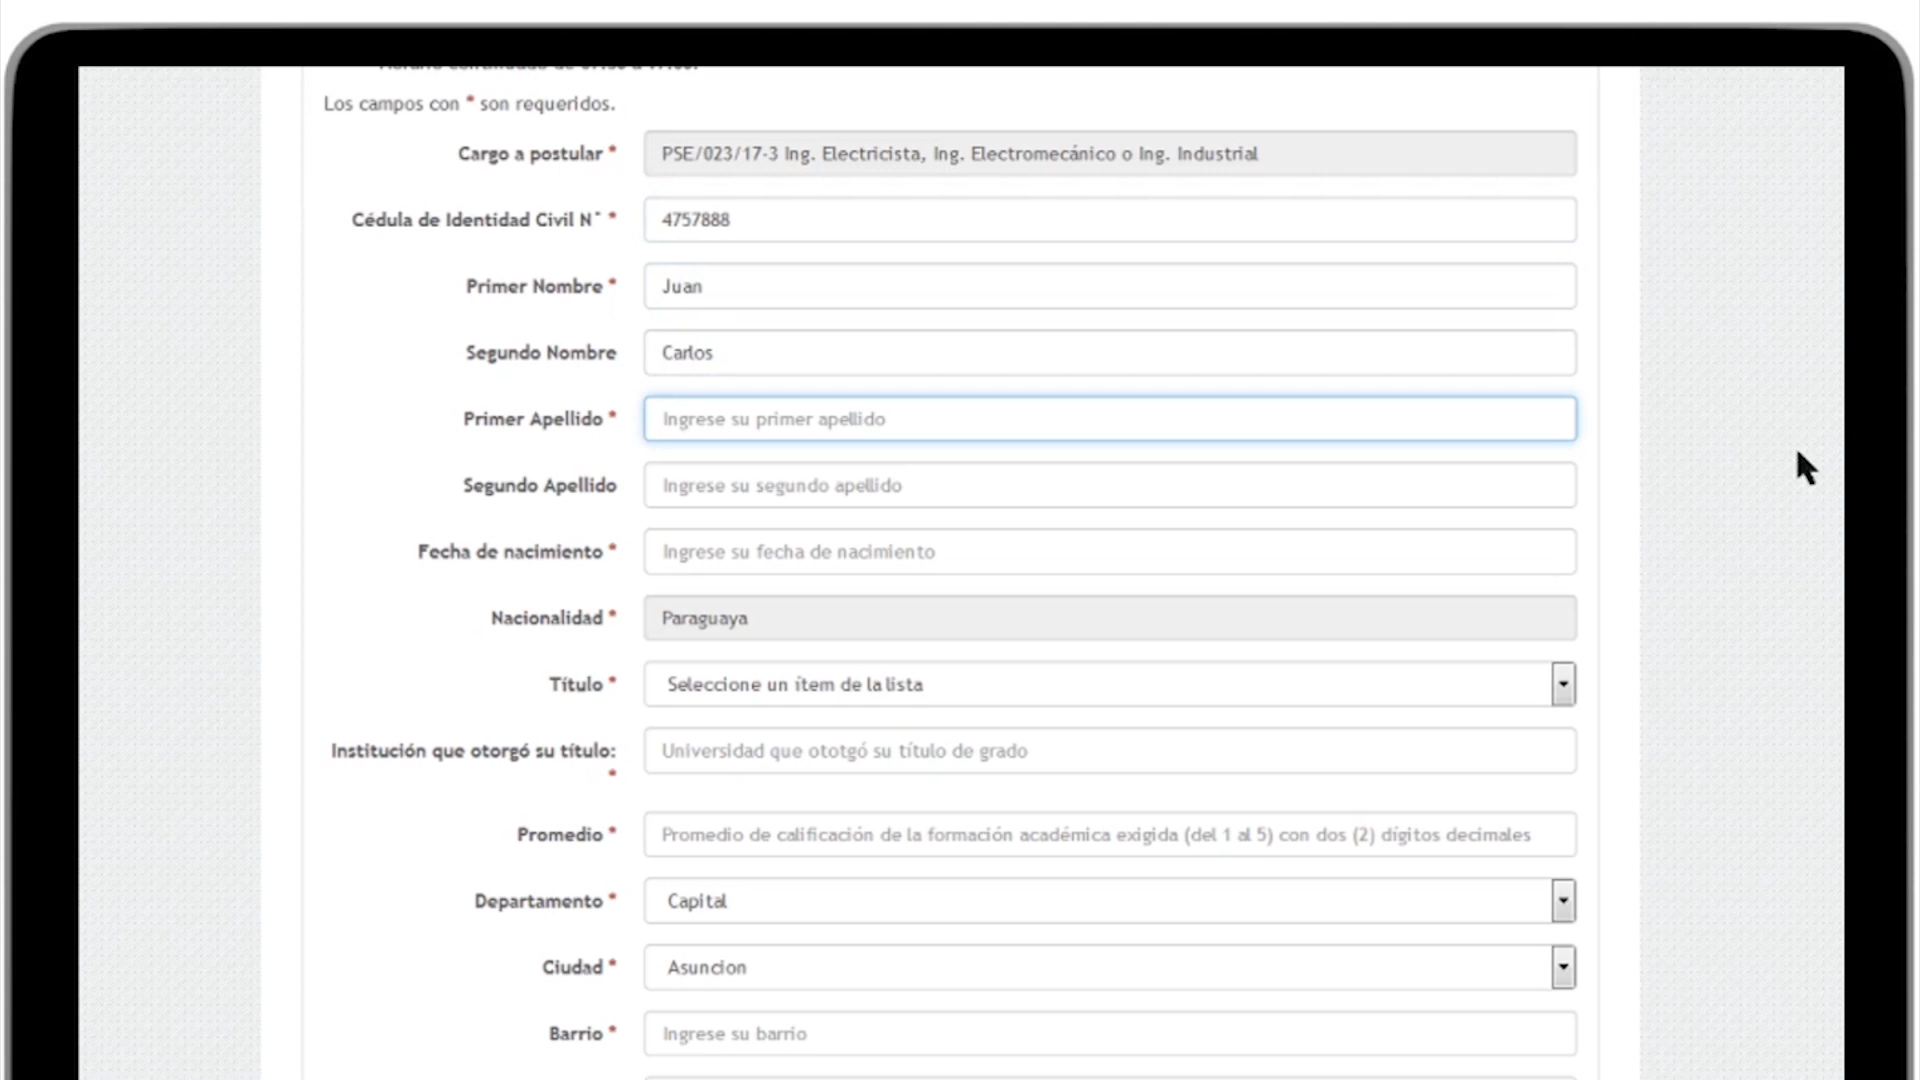 Los campos con * son requeridos.
Cargo a postular * PSE/023/17-3 Ing. Electricista, Ing. Electromecánico o Ing. Industrial
Cédula de Identidad Civil N° * 4757888
Primer Nombre * Juan
Segundo Nombre Carlos
Primer Apellido * Ingrese su primer apellido
Segundo Apellido Ingrese su segundo apellido
Fecha de nacimiento * Ingrese su fecha de nacimiento
Nacionalidad * Paraguaya
Título * Seleccione un ítem de la lista
Institución que otorgó su título: Universidad que ototgó su título de grado
*
Promedio * Promedio de calificación de la formación académica exigida (del 1 al 5) con dos (2) dígitos decimales
Departamento * Capital
Ciudad * Asuncion
Barrio * Ingrese su barrio